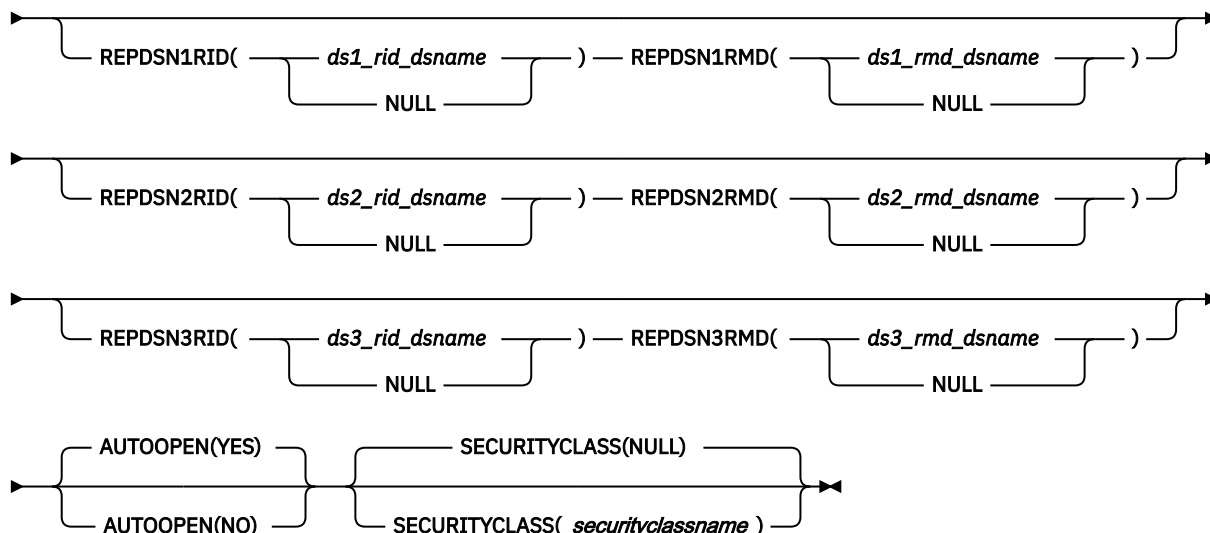 REPDSN1RID( ds1_rid_dsname ) REPDSN1RMD( ds1_rmd_dsname )
NULL NULL
REPDSN2RID( ds2_rid_dsname ) REPDSN2RMD( ds2_rmd_dsname )
NULL NULL
REPDSN3RID( ds3_rid_dsname ) REPDSN3RMD( ds3_rmd_dsname )
NULL NULL
AUTOOPEN(YES) SECURITYCLASS(NULL)
AUTOOPEN(NO) SECURITYCLASS( securityclassname )